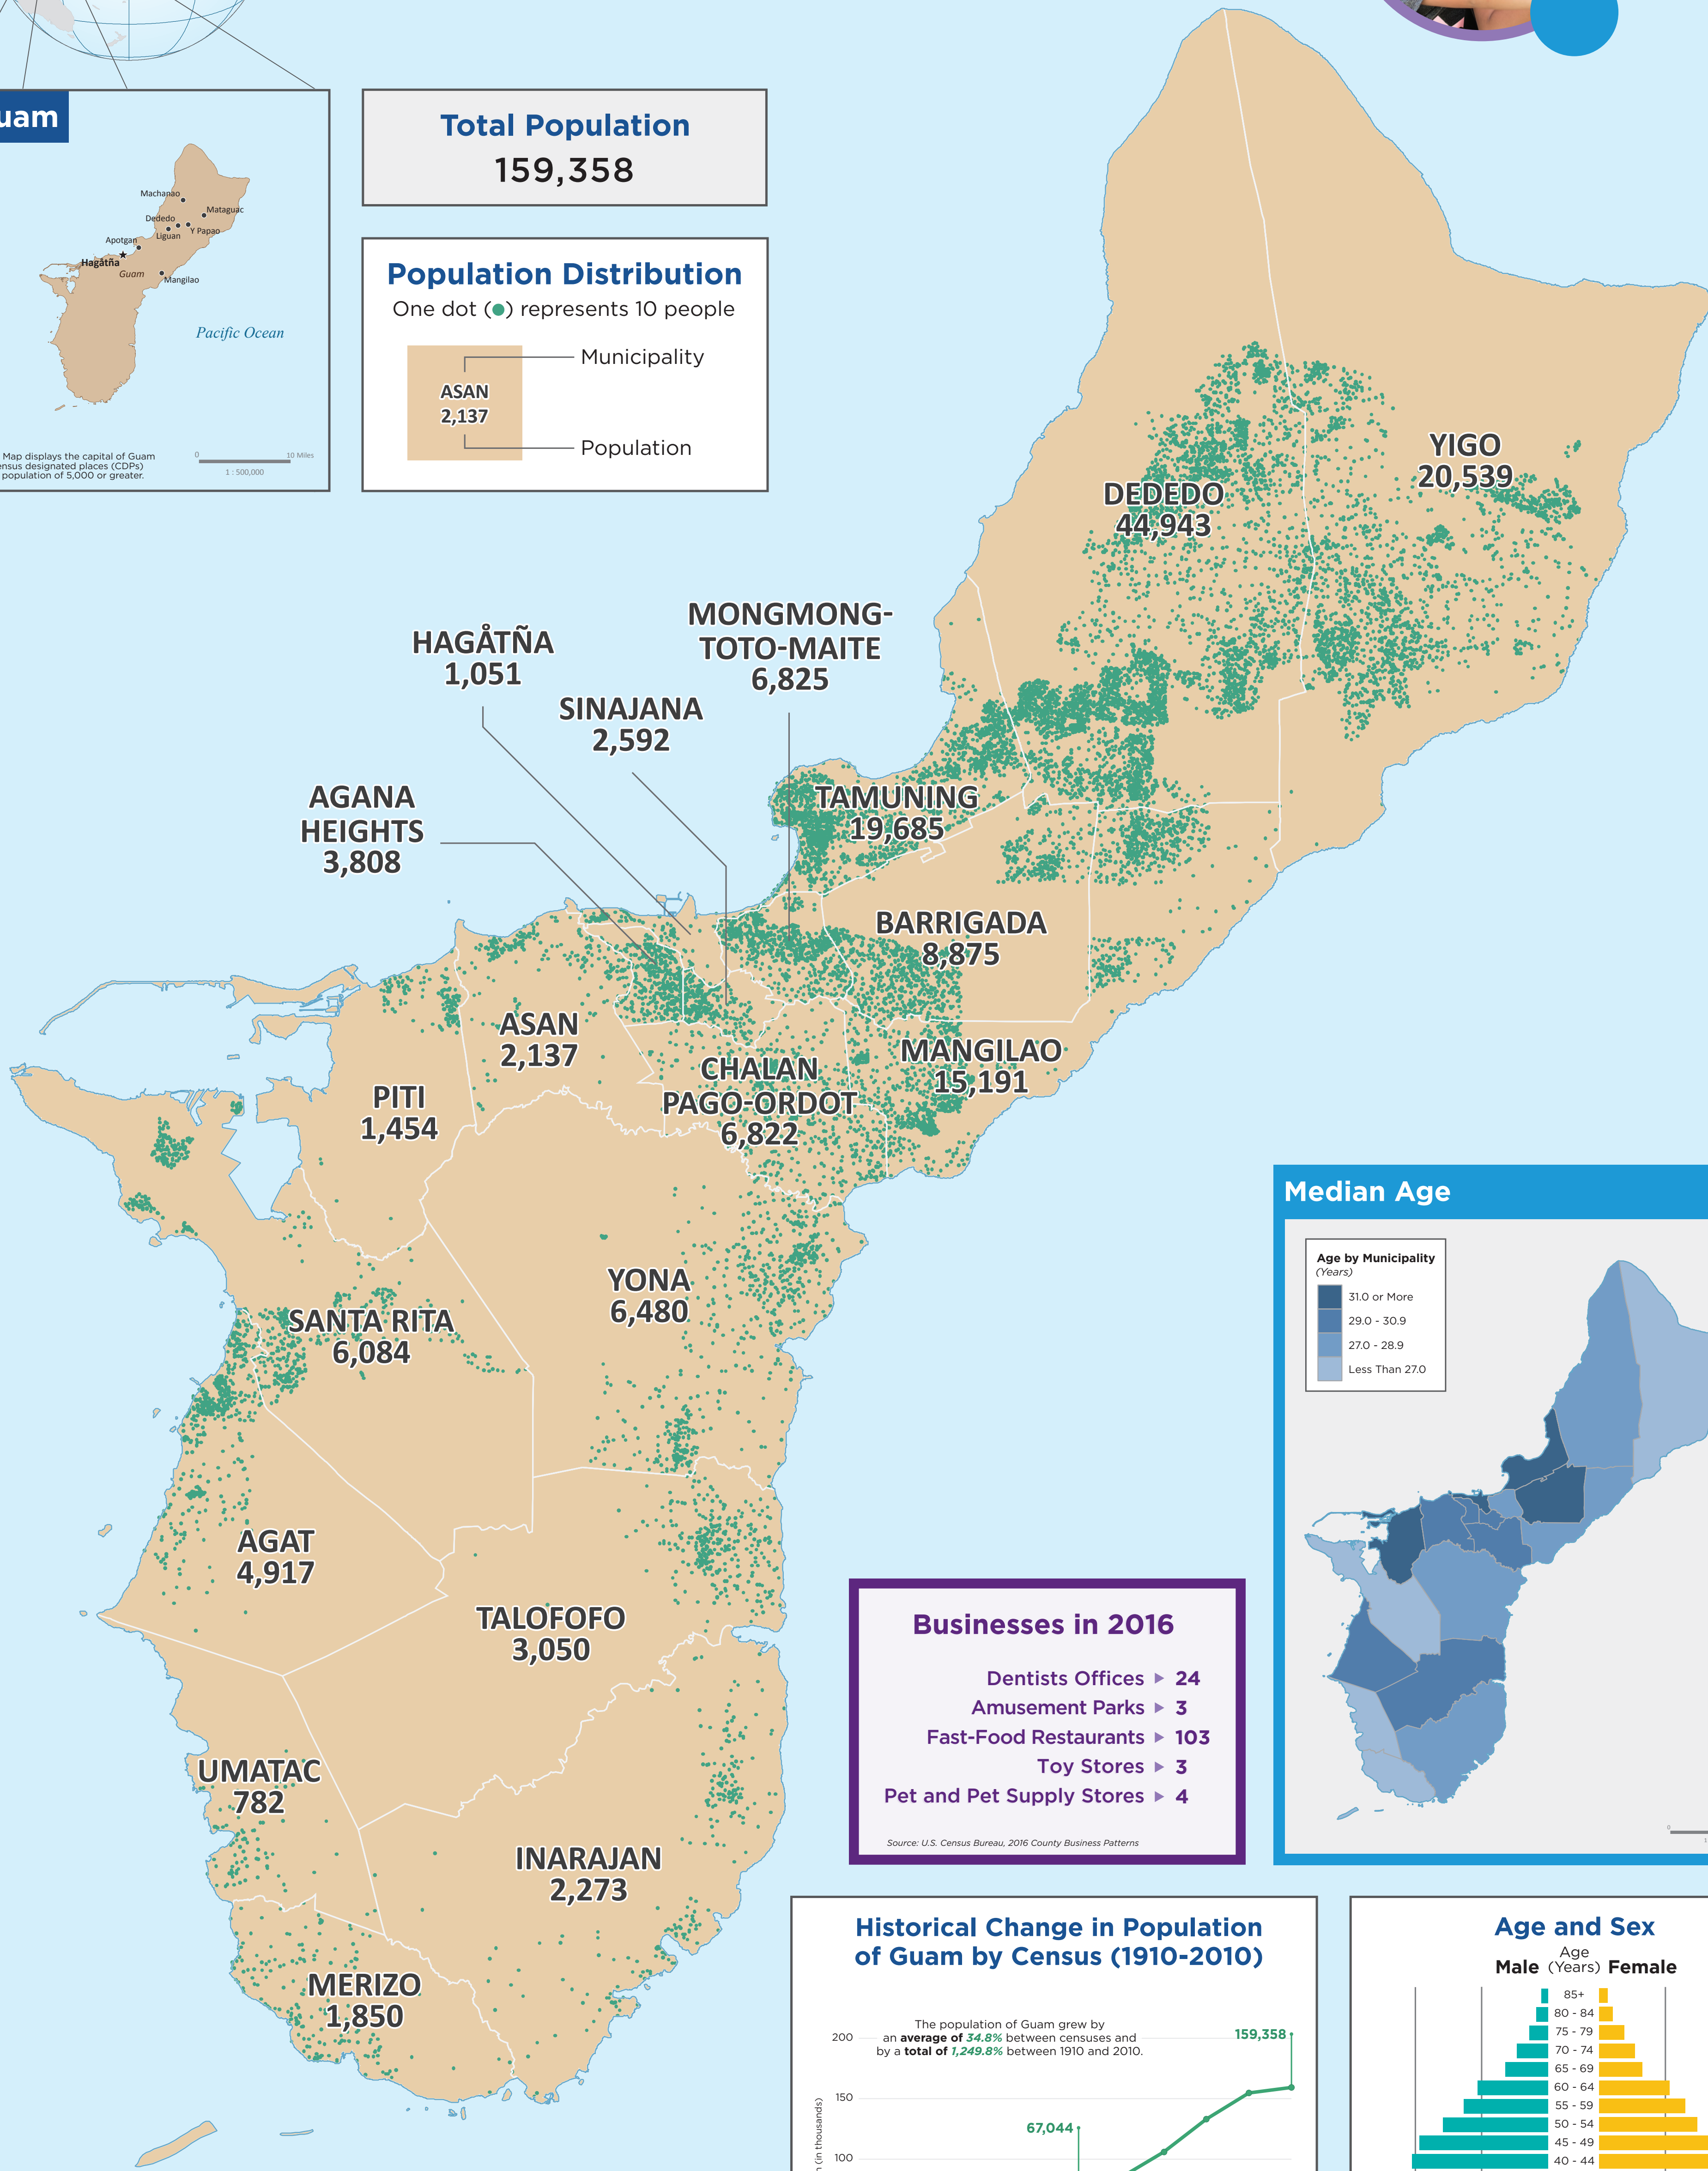 Total Population
159,358
Machanao
Mataguac
Dededo
Y Papao
Liguan
Apotgan
Hagåtña
Guam
Mangilao
Pacific Ocean
Map displays the capital of Guam
population of 5,000 or greater.
0 10 Miles
1 : 500,000
Population Distribution
One dot (●) represents 10 people
Municipality
ASAN
2,137
Population
YIGO
20,539
DEDEDO
44,943
MONGMONG-
TOTO-MAITE
6,825
HAGÅTÑA
1,051
SINAJANA
2,592
AGANA
HEIGHTS
3,808
TAMUNING
19,685
BARRIGADA
8,875
ASAN
2,137
MANGILAO
15,191
CHALAN
PAGO-ORDOT
6,822
PITI
1,454
YONA
6,480
SANTA RITA
6,084
AGAT
4,917
TALOFOFO
3,050
UMATAC
782
INARAJAN
2,273
MERIZO
1,850
Median Age
Age by Municipality
(Years)
31.0 or More
29.0 - 30.9
27.0 - 28.9
Less Than 27.0
0
Businesses in 2016
Dentists Offices ▶ 24
Amusement Parks ▶ 3
Fast-Food Restaurants ▶ 103
Toy Stores ▶ 3
Pet and Pet Supply Stores ▶ 4
Source: U.S. Census Bureau, 2016 County Business Patterns
Historical Change in Population
of Guam by Census (1910-2010)
The population of Guam grew by
an average of 34.8% between censuses and
by a total of 1,249.8% between 1910 and 2010.
200
159,358
150
67,044
100
(in thousands)
Age and Sex
Male Age (Years) Female
85+
80 - 84
75 - 79
70 - 74
65 - 69
60 - 64
55 - 59
50 - 54
45 - 49
40 - 44